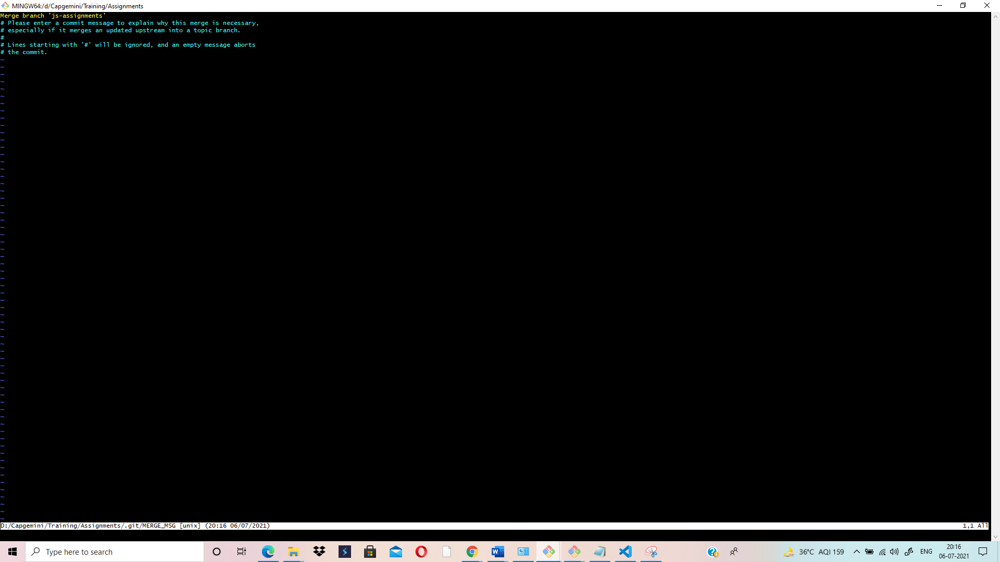 MINGW64:/d/Capgemini/Training/Assignments
Merge branch 'js-assignments'
# Please enter a commit message to explain why this merge is necessary,
# especially if it merges an updated upstream into a topic branch.
#
# Lines starting with '#' will be ignored, and an empty message aborts
# the commit.
D:/Capgemini/Training/Assignments/.git/MERGE_MSG [unix] (20:16 06/07/2021) 1,1 All
Type here to search
36°C AQI 159
ENG
20:16
06-07-2021